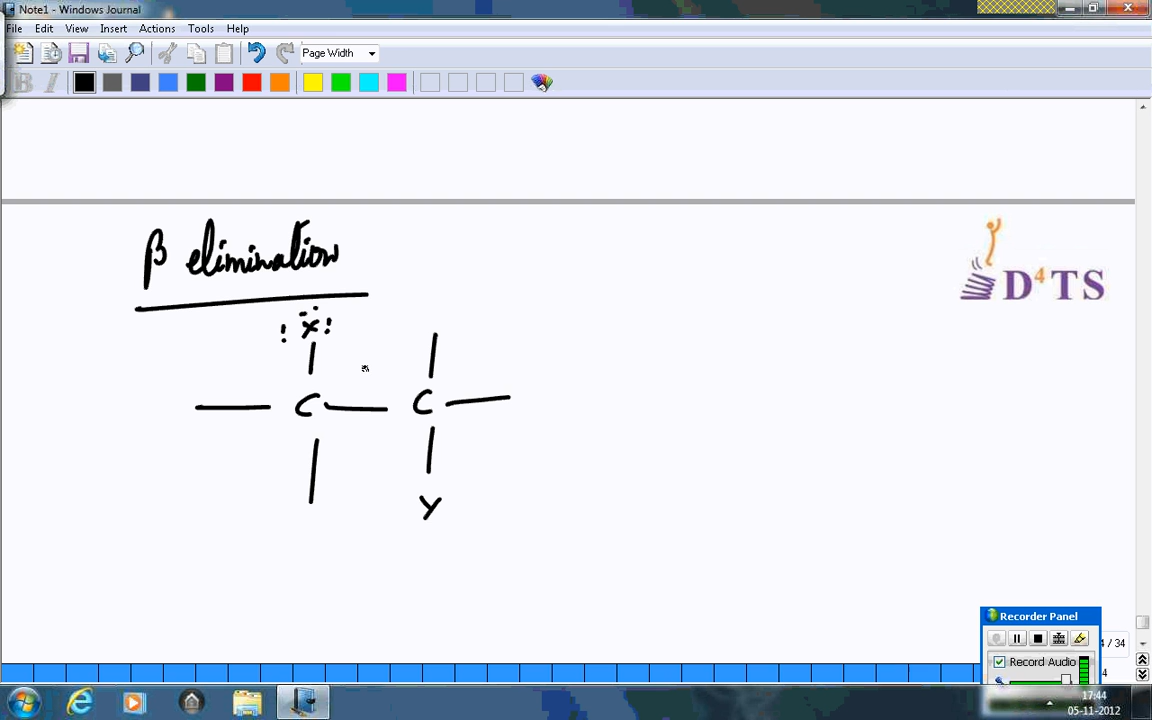 Note1 - Windows Journal
File Edit View Insert Actions Tools Help
Page Width
B I
β elimination
X
C C
Y
D4TS
Recorder Panel
4 / 34
Record Audio
4
17:44
05-11-2012